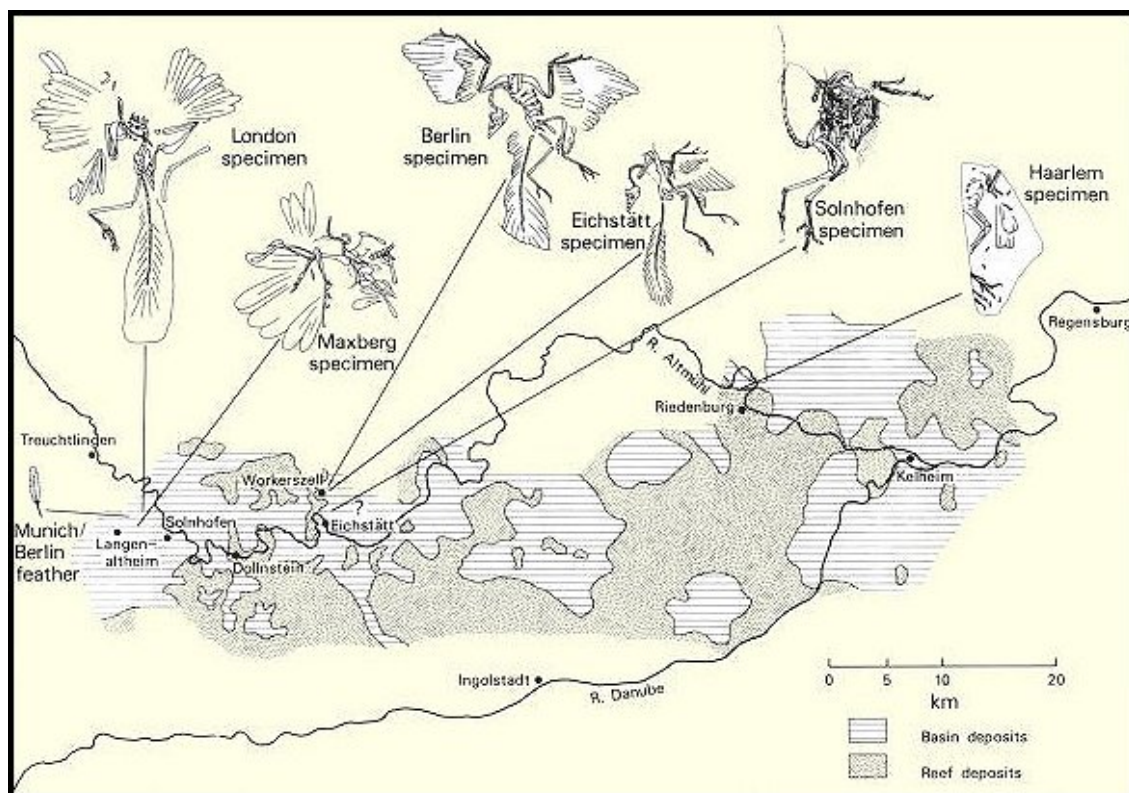 London
specimen
Berlin
specimen
Eichstätt
specimen
Solnhofen
specimen
Haarlem
specimen
Maxberg
specimen
Regensburg
R. Altmühl
Riedenburg
Treuchtlingen
Workerszell
Kelheim
?
Eichstätt
Solnhofen
Munich/
Berlin
feather
Langen-
altheim
Dollnstein
Ingolstadt
R. Danube
0 5 10 20
km
Basin deposits
Reef deposits